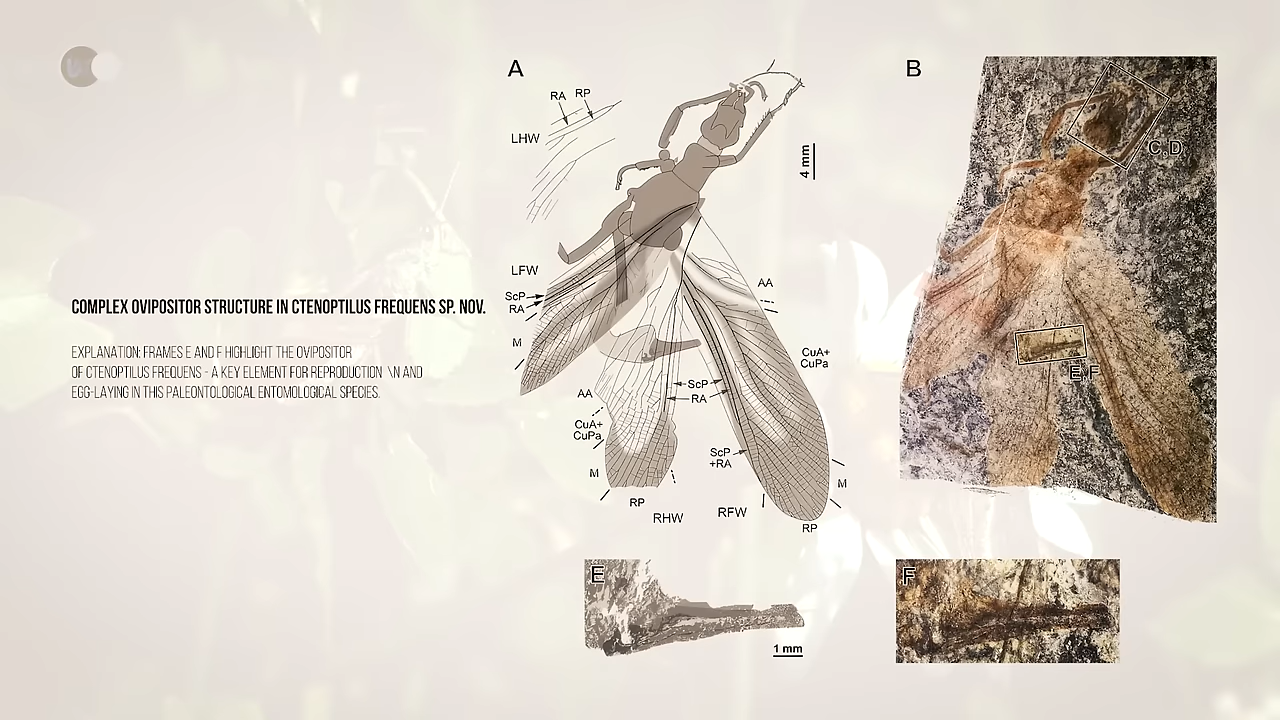 COMPLEX OVIPOSITOR STRUCTURE IN CTENOPTILUS FREQUENS SP. NOV.
EXPLANATION: FRAMES E AND F HIGHLIGHT THE OVIPOSITOR
OF CTENOPTILUS FREQUENS - A KEY ELEMENT FOR REPRODUCTION \N AND
EGG-LAYING IN THIS PALEONTOLOGICAL ENTOMOLOGICAL SPECIES.
A
RA
RP
LHW
4 mm
LFW
ScP
RA
M
AA
CuA+
CuPa
ScP
RA
AA
CuA+
CuPa
ScP
+RA
M
M
RP
RHW
RFW
RP
B
C,D
E,F
E
1 mm
F